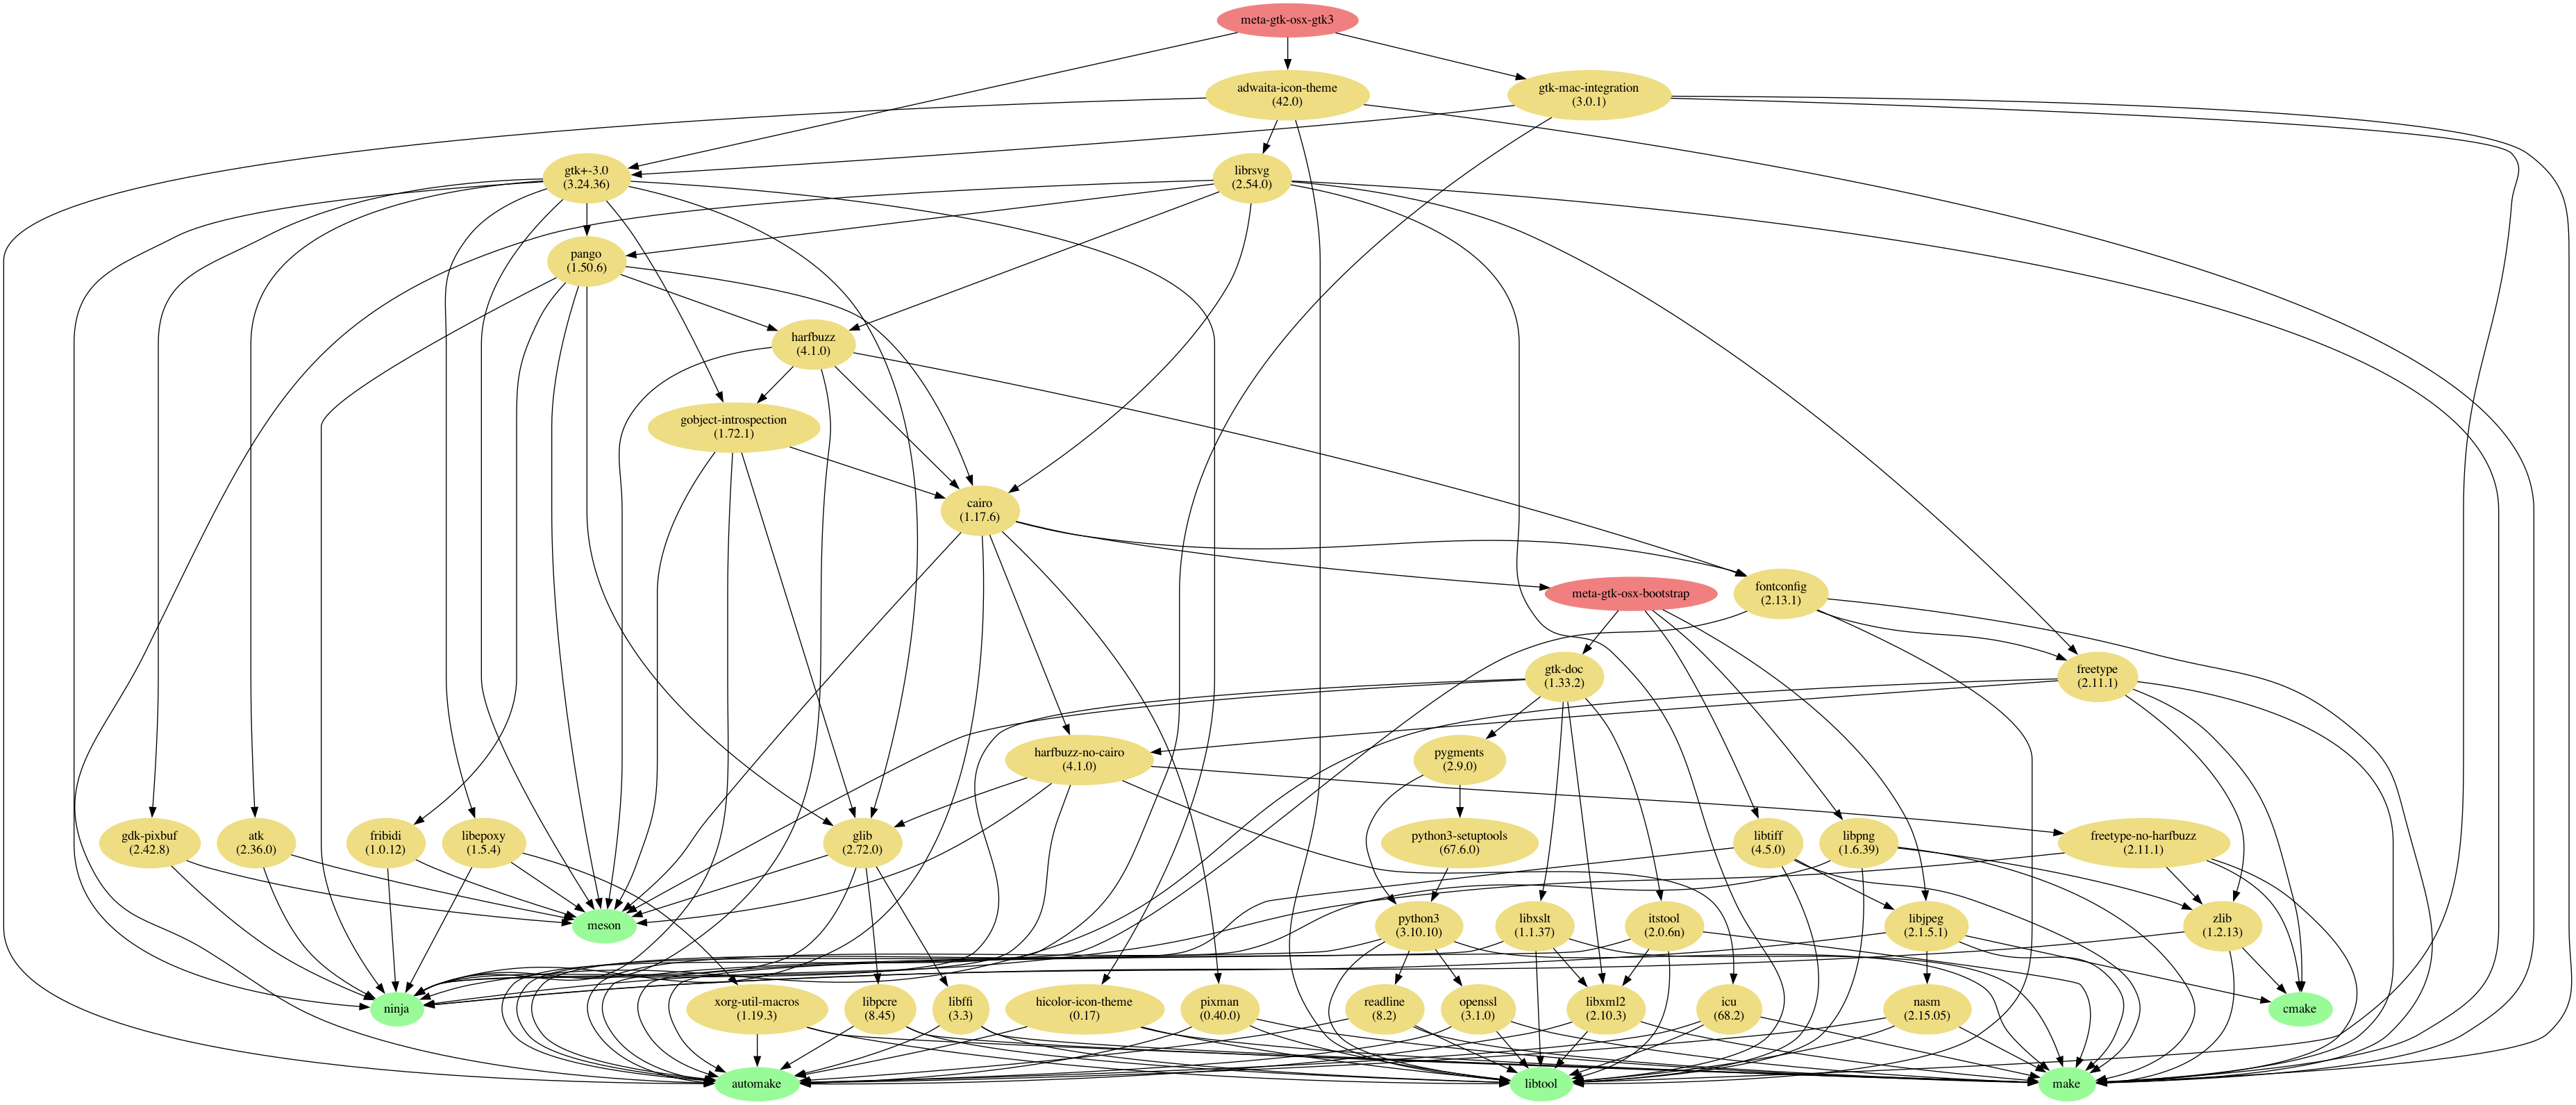 meta-gtk-osx-gtk3
adwaita-icon-theme
(42.0)
gtk-mac-integration
(3.0.1)
gtk+-3.0
(3.24.36)
librsvg
(2.54.0)
pango
(1.50.6)
harfbuzz
(4.1.0)
gobject-introspection
(1.72.1)
cairo
(1.17.6)
meta-gtk-osx-bootstrap
fontconfig
(2.13.1)
gtk-doc
(1.33.2)
freetype
(2.11.1)
harfbuzz-no-cairo
(4.1.0)
pygments
(2.9.0)
gdk-pixbuf
(2.42.8)
atk
(2.36.0)
fribidi
(1.0.12)
libepoxy
(1.5.4)
glib
(2.72.0)
python3-setuptools
(67.6.0)
libtiff
(4.5.0)
libpng
(1.6.39)
freetype-no-harfbuzz
(2.11.1)
meson
python3
(3.10.10)
libxslt
(1.1.37)
itstool
(2.0.6n)
libjpeg
(2.1.5.1)
zlib
(1.2.13)
ninja
xorg-util-macros
(1.19.3)
libpcre
(8.45)
libffi
(3.3)
hicolor-icon-theme
(0.17)
pixman
(0.40.0)
readline
(8.2)
openssl
(3.1.0)
libxml2
(2.10.3)
icu
(68.2)
nasm
(2.15.05)
cmake
automake
libtool
make